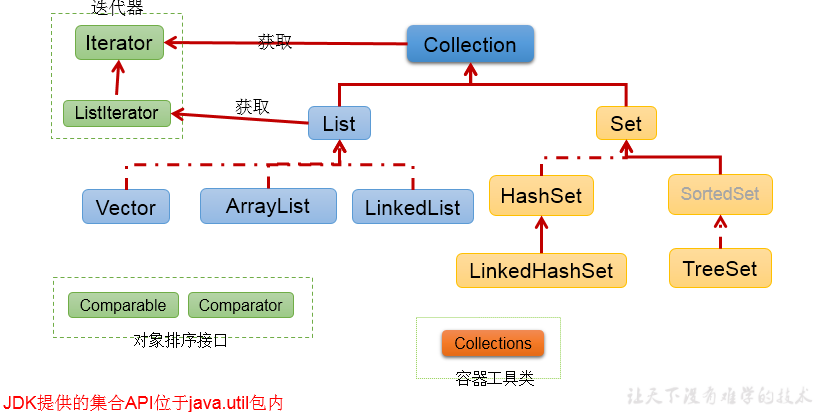 迭代器
Iterator
获取
Collection
ListIterator
获取
List
Set
Vector
ArrayList
LinkedList
HashSet
SortedSet
LinkedHashSet
TreeSet
Comparable
Comparator
对象排序接口
Collections
容器工具类
JDK提供的集合API位于java.util包内
让天下没有难学的技术